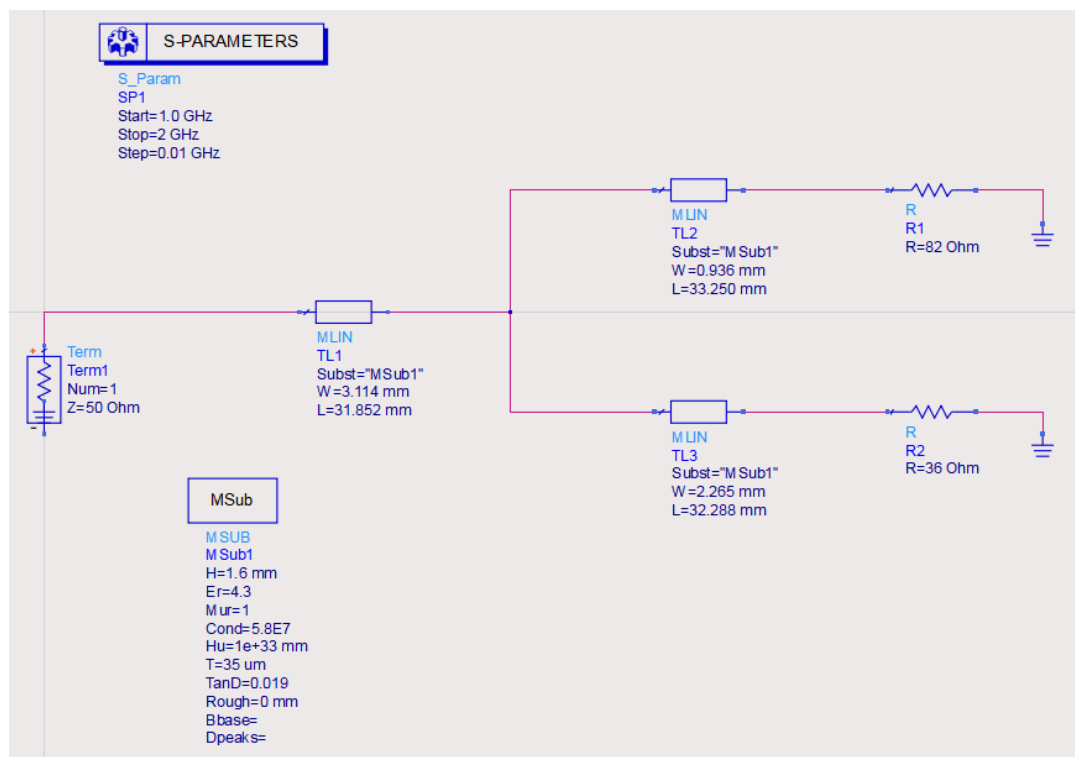 S-PARAMETERS
S_Param
SP1
Start=1.0 GHz
Stop=2 GHz
Step=0.01 GHz
MLIN
TL2
Subst="MSub1"
W=0.936 mm
L=33.250 mm
R
R1
R=82 Ohm
+
Term
Term1
Num=1
Z=50 Ohm
-
MLIN
TL1
Subst="MSub1"
W=3.114 mm
L=31.852 mm
MLIN
TL3
Subst="MSub1"
W=2.265 mm
L=32.288 mm
R
R2
R=36 Ohm
MSub
MSUB
MSub1
H=1.6 mm
Er=4.3
Mur=1
Cond=5.8E7
Hu=1e+33 mm
T=35 um
TanD=0.019
Rough=0 mm
Bbase=
Dpeaks=